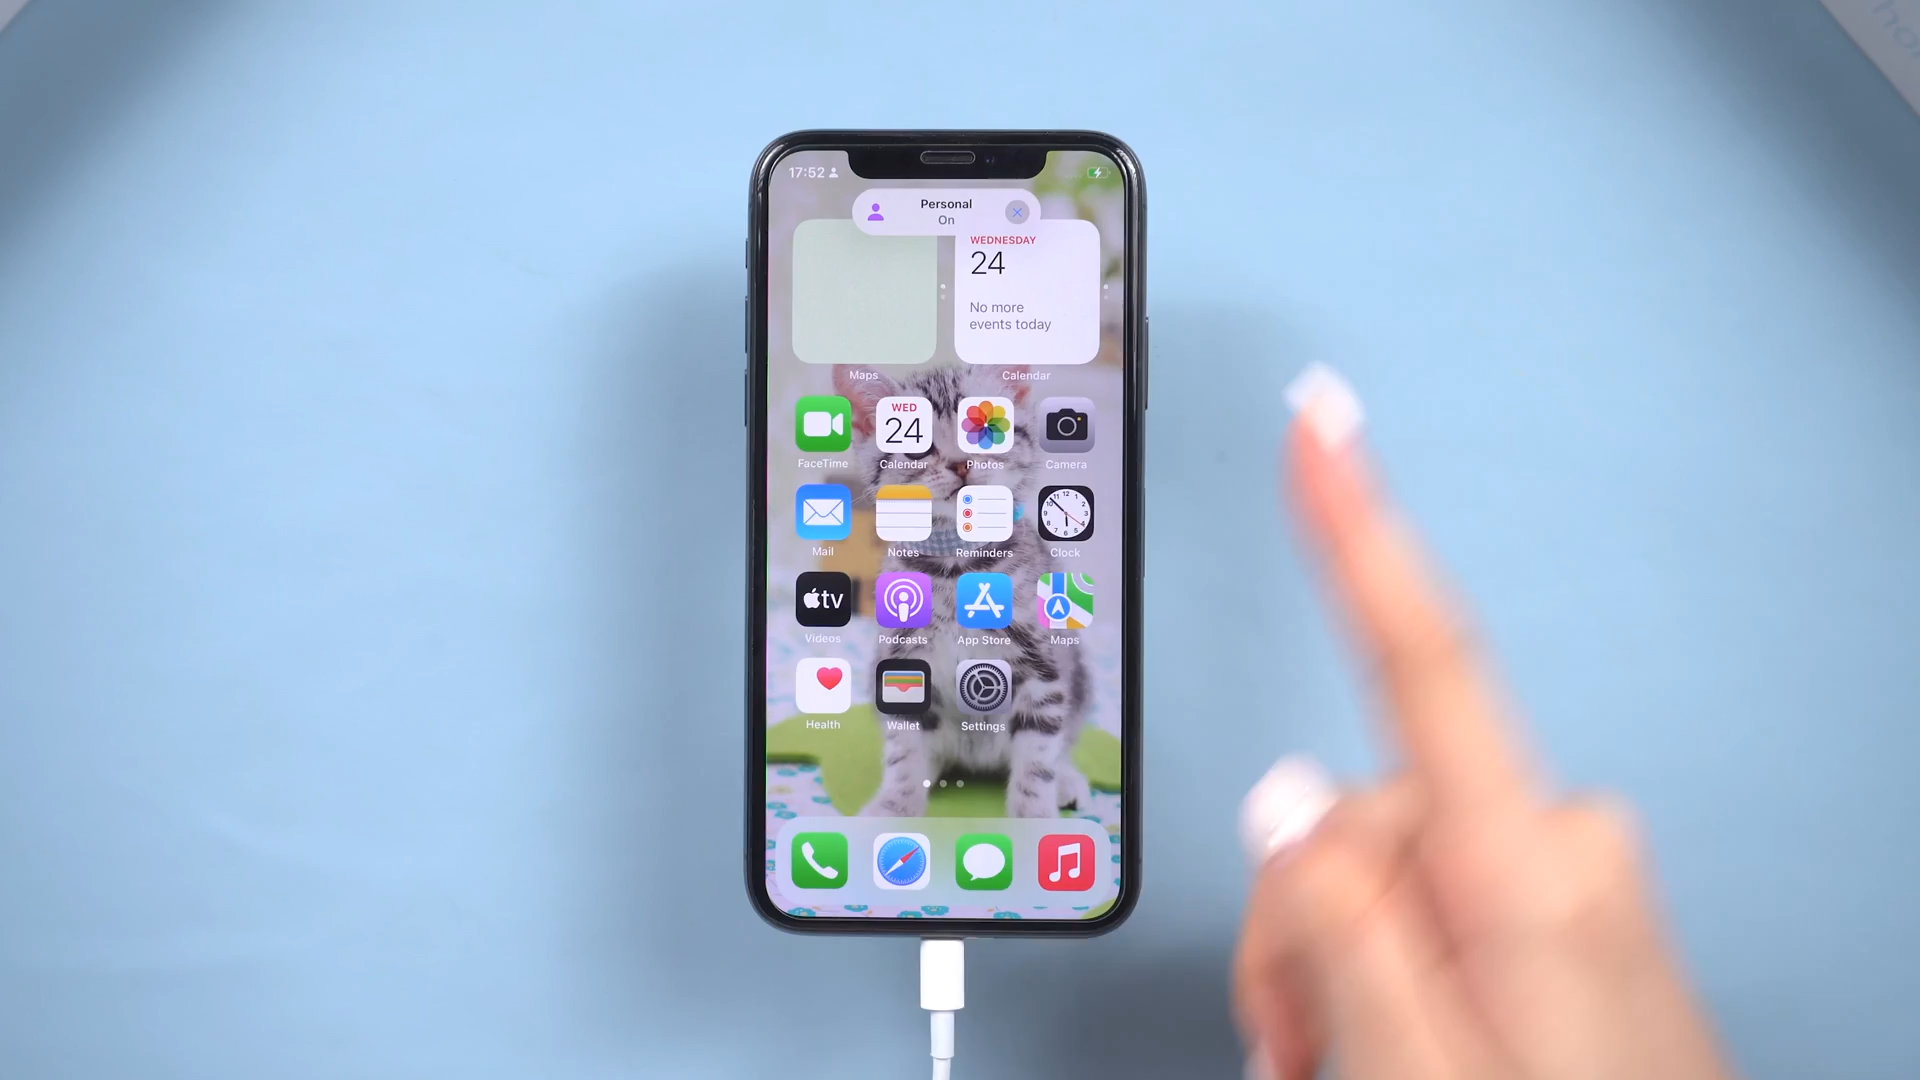 17:52
Personal
On
WEDNESDAY
24
No more
events today
Maps
Calendar
WED
24
FaceTime
Calendar
Photos
Camera
Mail
Notes
Reminders
Clock
tv
Videos
Podcasts
App Store
Maps
Health
Wallet
Settings